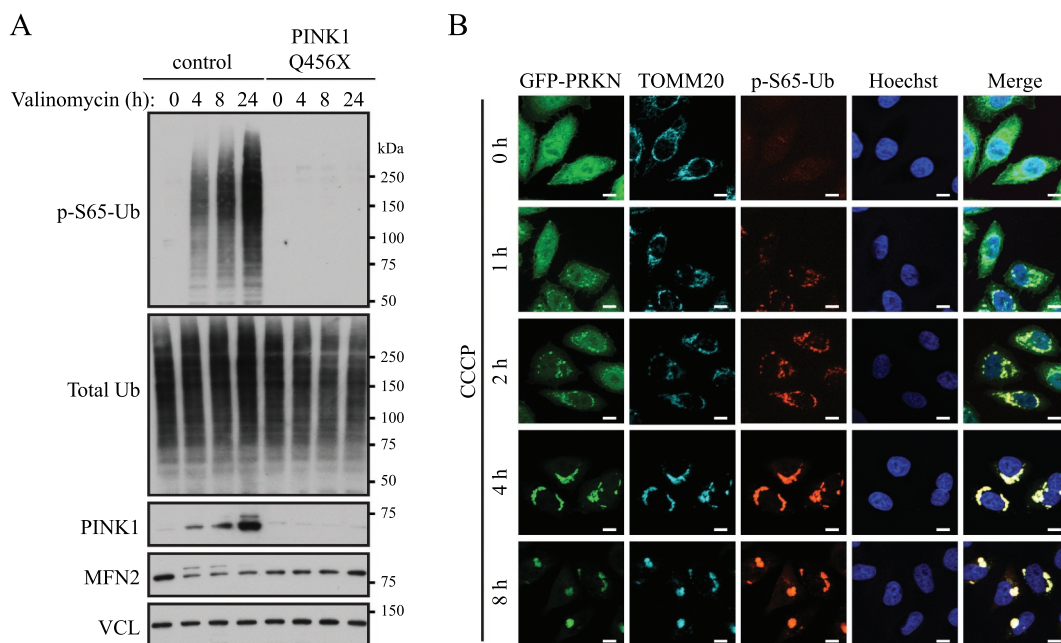 A
control
PINK1
Q456X
Valinomycin (h): 0 4 8 24 0 4 8 24
kDa
p-S65-Ub
250
150
100
75
50
Total Ub
250
150
100
75
50
PINK1
75
MFN2
75
VCL
150
B
GFP-PRKN TOMM20 p-S65-Ub Hoechst Merge
CCCP
0 h
1 h
2 h
4 h
8 h